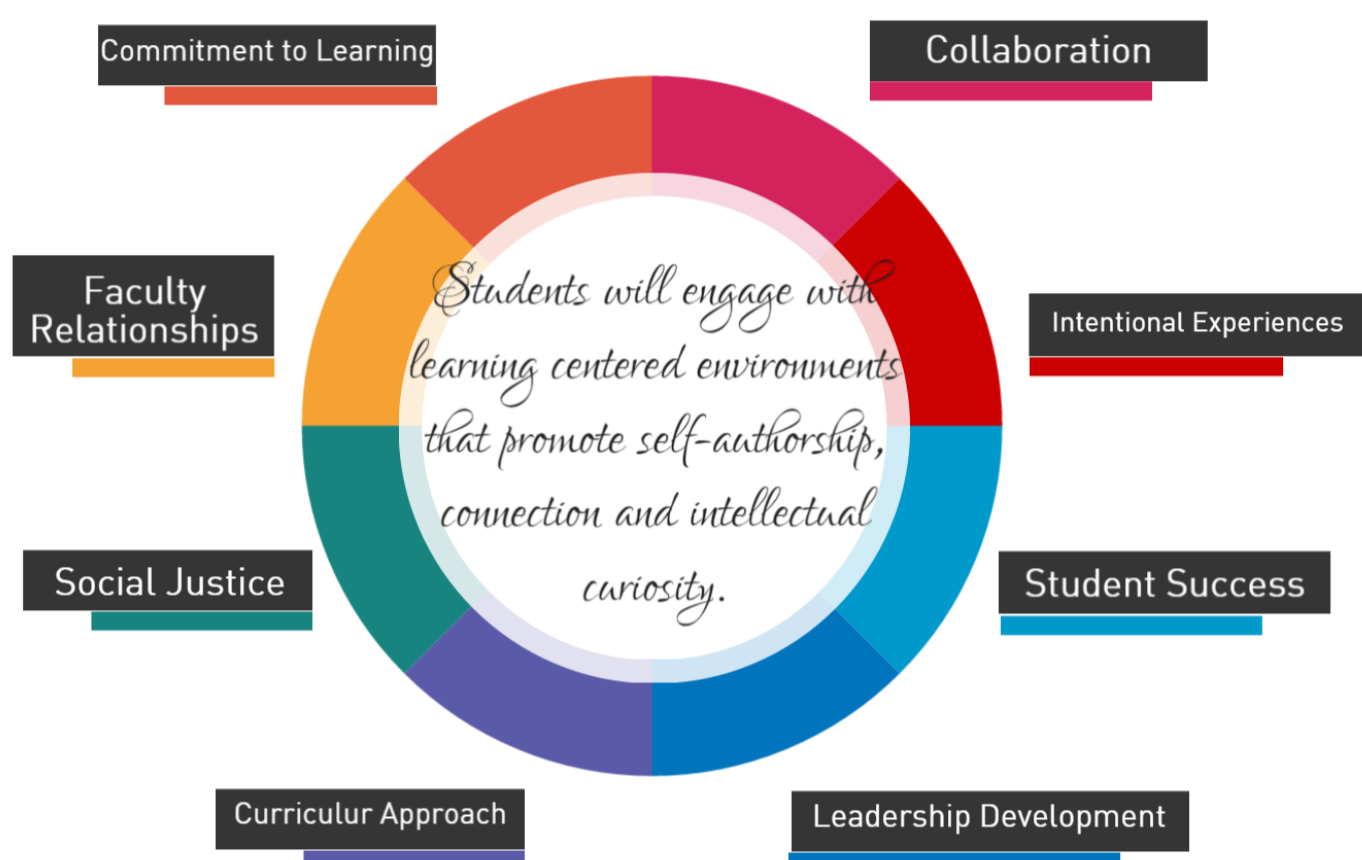 Commitment to Learning
Collaboration
Faculty
Relationships
Intentional Experiences
Students will engage with
learning centered environments
that promote self-authorship,
connection and intellectual
curiosity.
Social Justice
Student Success
Curriculur Approach
Leadership Development